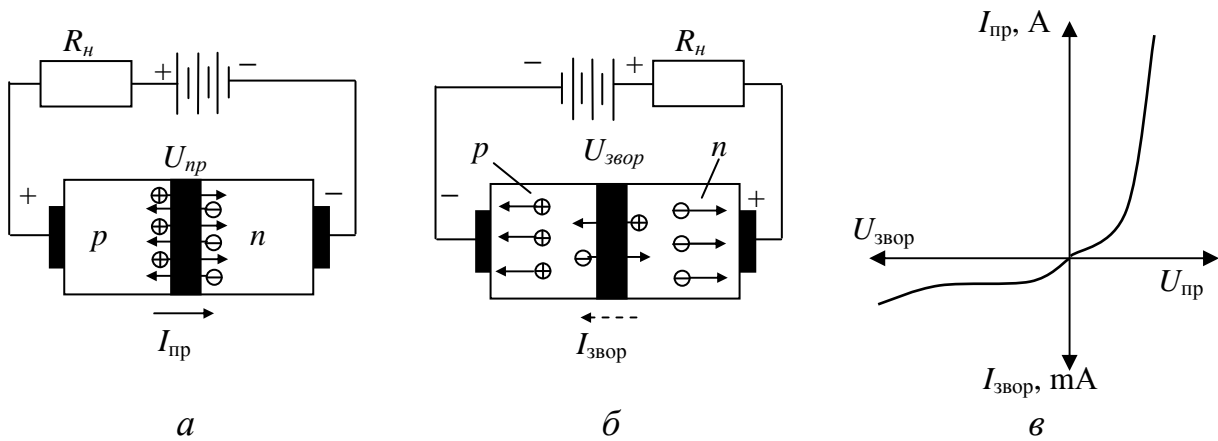 Rн
+
−
Uпр
+
−
p
n
Iпр
а
−
+
Rн
p
Uзвор
n
−
+
Iзвор
б
Iпр, А
Uзвор
Uпр
Iзвор, mA
в